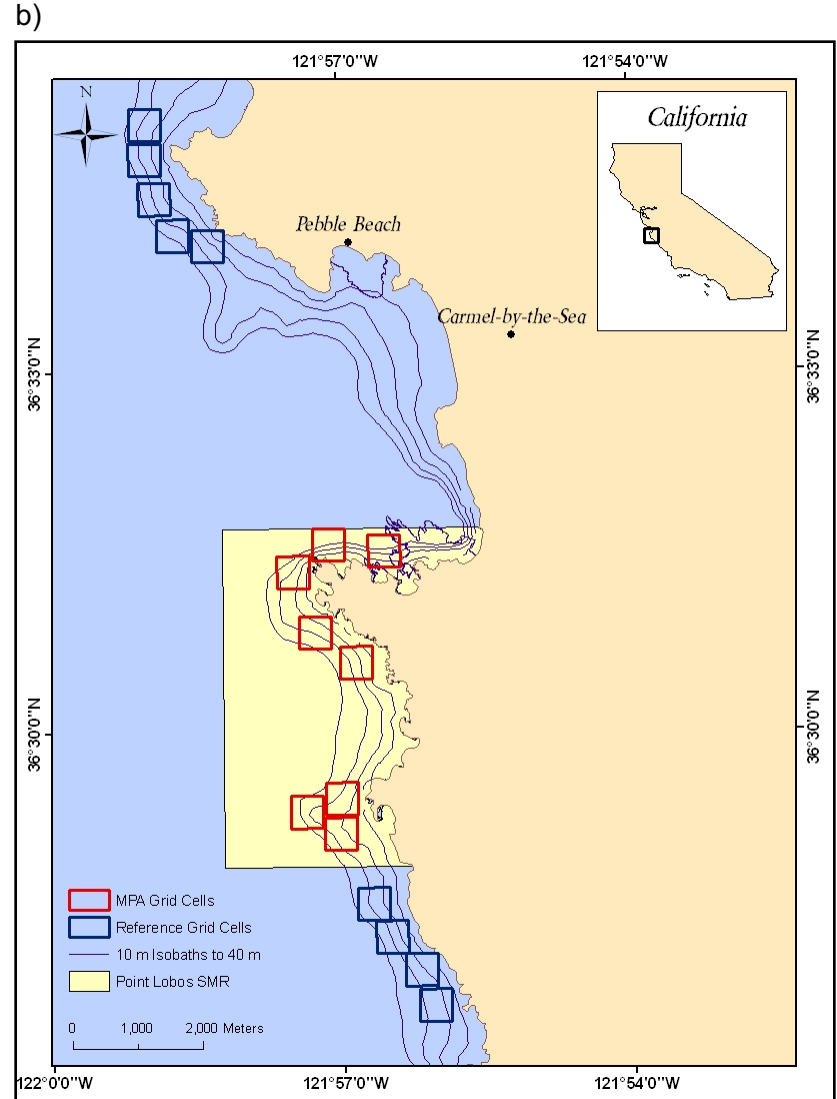 b)
121°57'0"W 121°54'0"W
N
California
Pebble Beach
Carmel-by-the-Sea
36°33'0"N 36°33'0"N
36°30'0"N 36°30'0"N
MPA Grid Cells
Reference Grid Cells
10 m Isobaths to 40 m
Point Lobos SMR
0 1,000 2,000 Meters
122°0'0"W 121°57'0"W 121°54'0"W